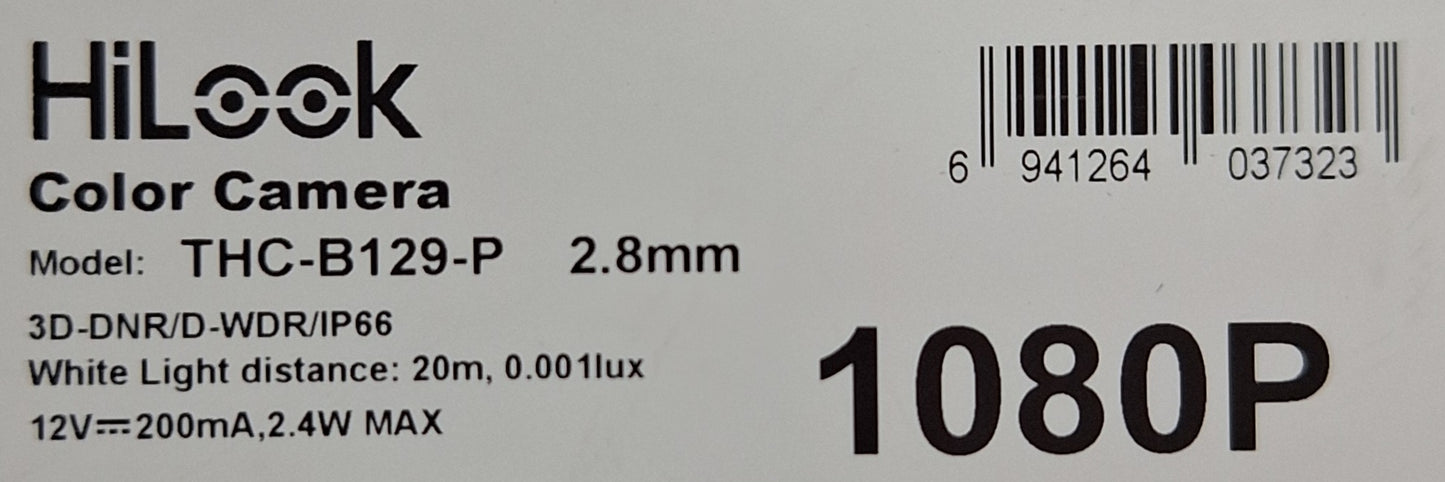 HiLook
6 941264 037323
Color Camera
Model: THC-B129-P 2.8mm
3D-DNR/D-WDR/IP66
White Light distance: 20m, 0.001lux
12V⎓200mA,2.4W MAX
1080P